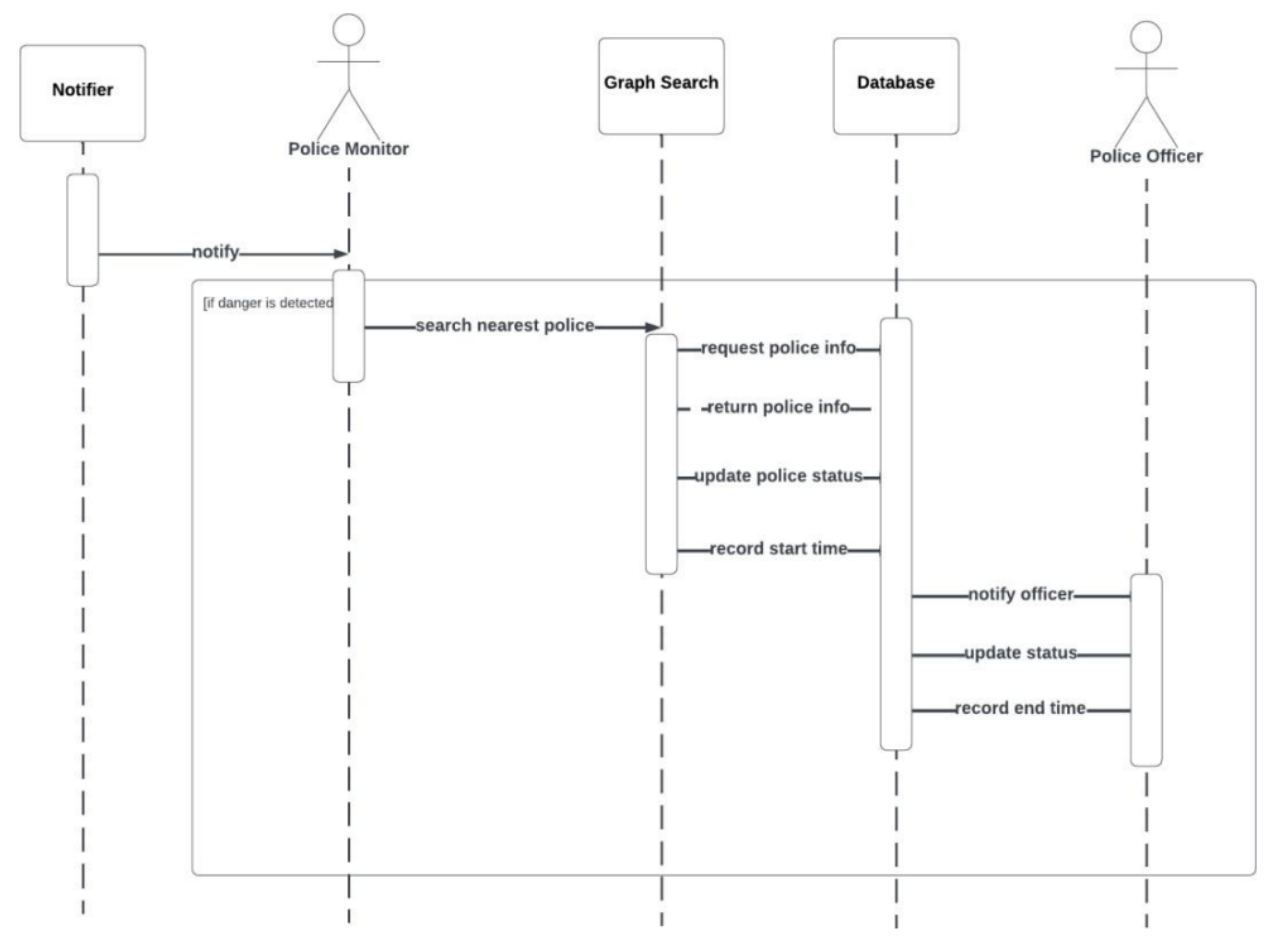 Notifier
Police Monitor
Graph Search
Database
Police Officer
notify
[if danger is detected
search nearest police
request police info
return police info
update police status
record start time
notify officer
update status
record end time